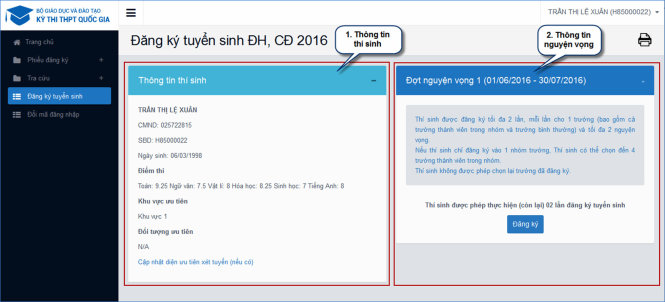 BỘ GIÁO DỤC VÀ ĐÀO TẠO
KỲ THI THPT QUỐC GIA
TRẦN THỊ LỆ XUÂN (H85000022)
Trang chủ
Phiếu đăng ký +
Tra cứu +
Đăng ký tuyển sinh
Đổi mã đăng nhập
Đăng ký tuyển sinh ĐH, CĐ 2016
1. Thông tin
thí sinh
2. Thông tin
nguyện vọng
Thông tin thí sinh −
TRẦN THỊ LỆ XUÂN
CMND: 025722815
SBD: H85000022
Ngày sinh: 06/03/1998
Điểm thi
Toán: 9.25 Ngữ văn: 7.5 Vật lí: 8 Hóa học: 8.25 Sinh học: 7 Tiếng Anh: 8
Khu vực ưu tiên
Khu vực 1
Đối tượng ưu tiên
N/A
Cập nhật diện ưu tiên xét tuyển (nếu có)
Đợt nguyện vọng 1 (01/06/2016 - 30/07/2016) -
Thí sinh được đăng ký tối đa 2 lần, mỗi lần cho 1 trường (bao gồm cả
trường thành viên trong nhóm và trường bình thường) và tối đa 2 nguyện
vọng.
Nếu thí sinh chỉ đăng ký vào 1 nhóm trường, Thí sinh có thể chọn đến 4
trường thành viên trong nhóm.
Thí sinh không được phép chọn lại trường đã đăng ký.
Thí sinh được phép thực hiện (còn lại) 02 lần đăng ký tuyển sinh
Đăng ký